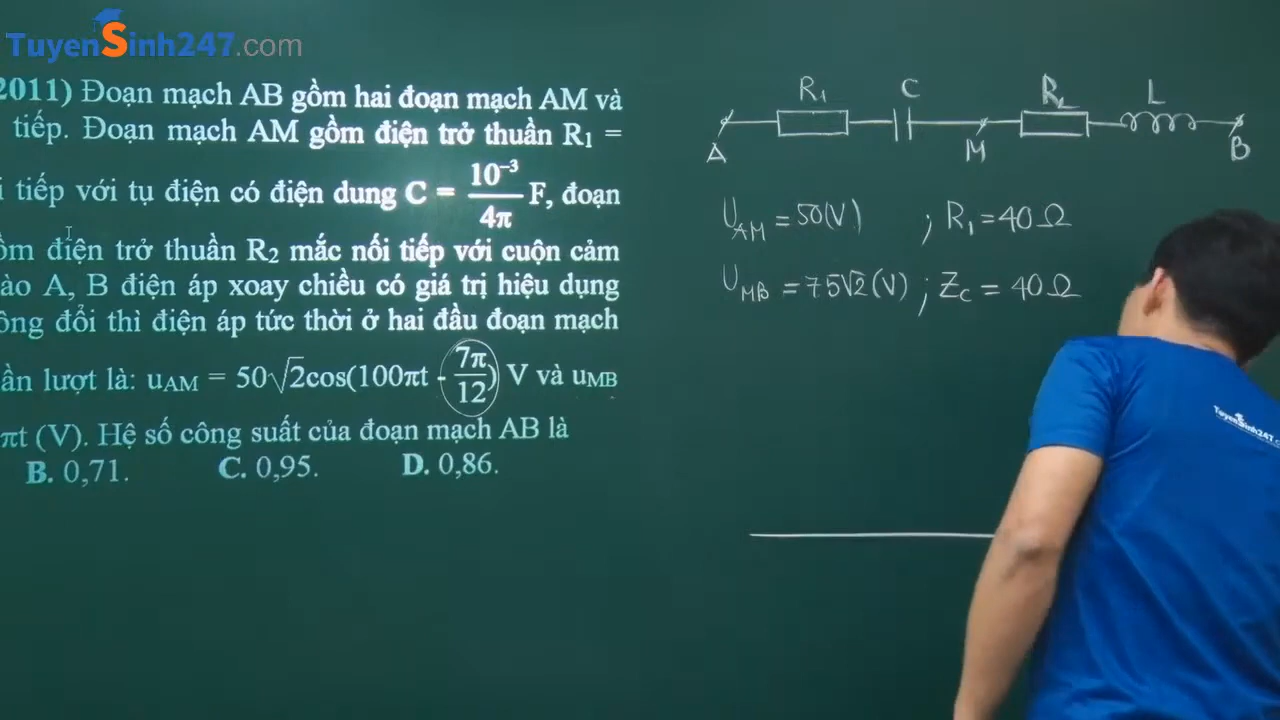 TuyenSinh247.com
2011) Đoạn mạch AB gồm hai đoạn mạch AM và
tiếp. Đoạn mạch AM gồm điện trở thuần R₁ =
i tiếp với tụ điện có điện dung C = 10⁻³/4π F, đoạn
ồm điện trở thuần R₂ mắc nối tiếp với cuộn cảm
ào A, B điện áp xoay chiều có giá trị hiệu dụng
ông đổi thì điện áp tức thời ở hai đầu đoạn mạch
ần lượt là: uAM = 50√2cos(100πt - 7π/12) V và uMB
πt (V). Hệ số công suất của đoạn mạch AB là
B. 0,71. C. 0,95. D. 0,86.
R₁ C R₂ L
A M B
UAM = 50(V) ; R₁ = 40Ω
UMB = 75√2 (V) ; ZC = 40Ω
TuyenSinh247.c